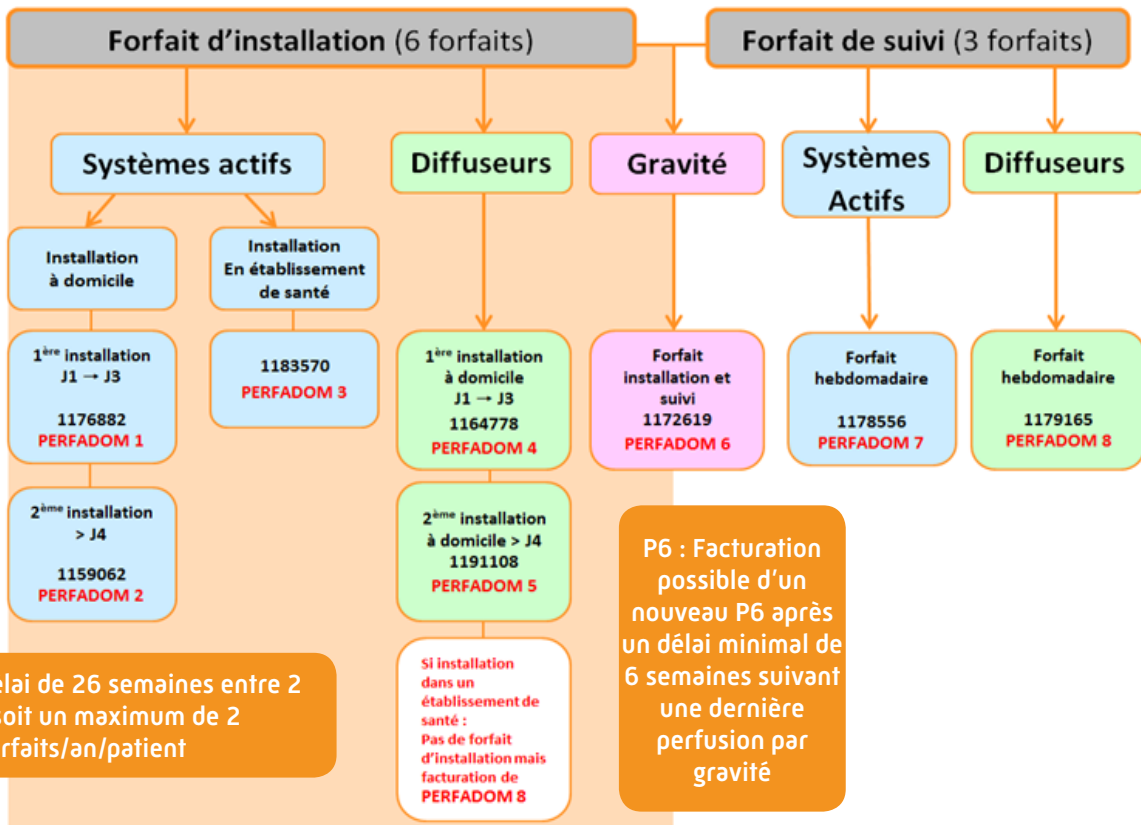 Forfait d'installation (6 forfaits)
Forfait de suivi (3 forfaits)
Systèmes actifs
Diffuseurs
Gravité
Systèmes
Actifs
Diffuseurs
Installation
à domicile
Installation
En établissement
de santé
1ère installation
J1 → J3
1176882
PERFADOM 1
1183570
PERFADOM 3
1ère installation
à domicile
J1 → J3
1164778
PERFADOM 4
Forfait
installation et
suivi
1172619
PERFADOM 6
Forfait
hebdomadaire
1178556
PERFADOM 7
Forfait
hebdomadaire
1179165
PERFADOM 8
2ème installation
> J4
1159062
PERFADOM 2
2ème installation
à domicile > J4
1191108
PERFADOM 5
Si installation
dans un
établissement de
santé :
Pas de forfait
d'installation mais
facturation de
PERFADOM 8
P6 : Facturation
possible d'un
nouveau P6 après
un délai minimal de
6 semaines suivant
une dernière
perfusion par
gravité
élai de 26 semaines entre 2
soit un maximum de 2
rfaits/an/patient